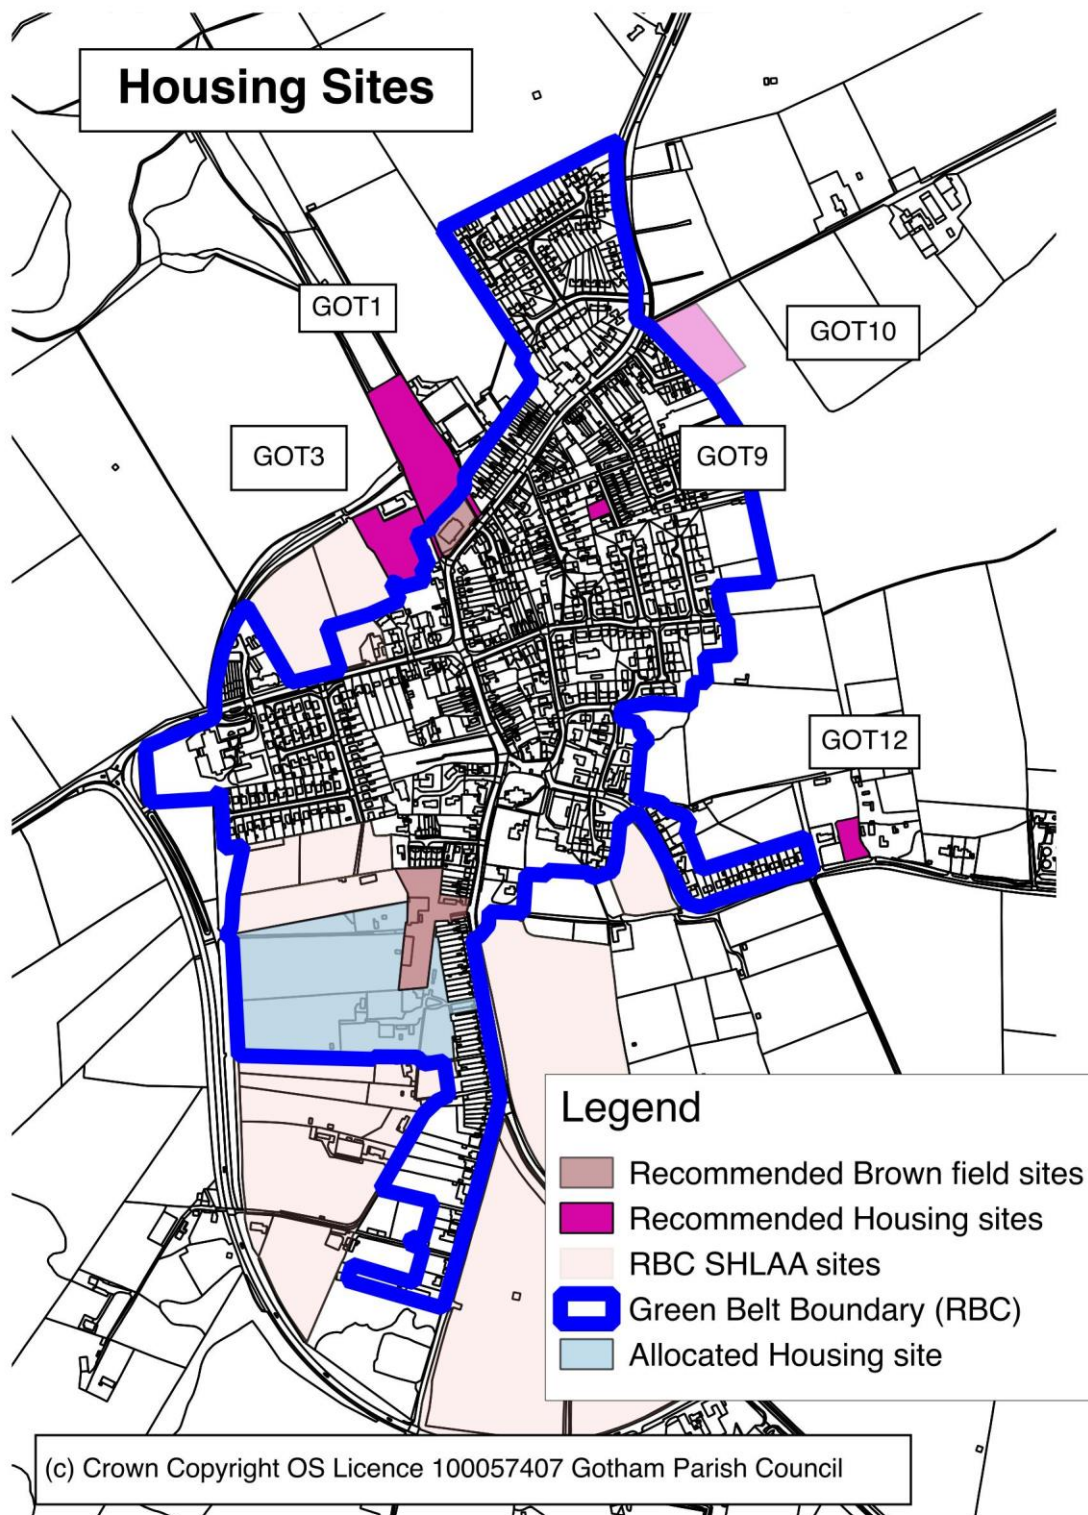 Housing Sites
GOT1
GOT10
GOT3
GOT9
GOT12
Legend
Recommended Brown field sites
Recommended Housing sites
RBC SHLAA sites
Green Belt Boundary (RBC)
Allocated Housing site
(c) Crown Copyright OS Licence 100057407 Gotham Parish Council